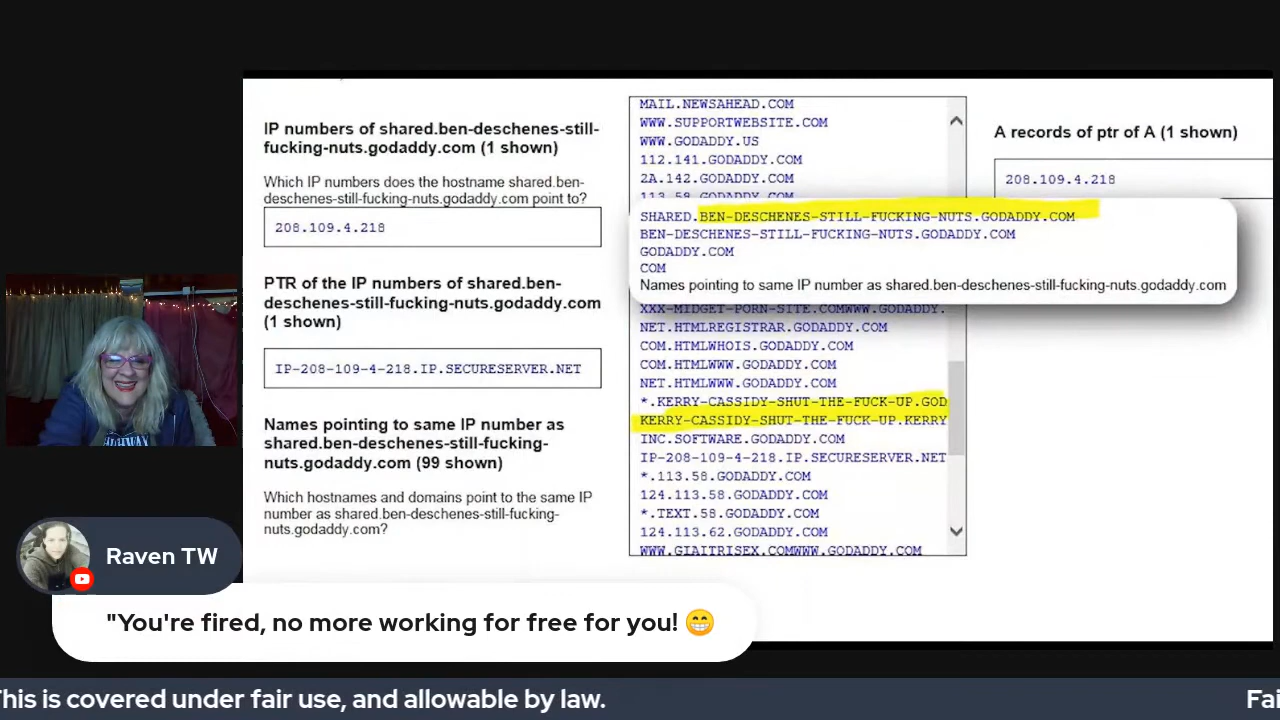 IP numbers of shared.ben-deschenes-still-
fucking-nuts.godaddy.com (1 shown)
Which IP numbers does the hostname shared.ben-
deschenes-still-fucking-nuts.godaddy.com point to?
208.109.4.218
PTR of the IP numbers of shared.ben-
deschenes-still-fucking-nuts.godaddy.com
(1 shown)
IP-208-109-4-218.IP.SECURESERVER.NET
Names pointing to same IP number as
shared.ben-deschenes-still-fucking-
nuts.godaddy.com (99 shown)
Which hostnames and domains point to the same IP
number as shared.ben-deschenes-still-fucking-
nuts.godaddy.com?
MAIL.NEWSAHEAD.COM
WWW.SUPPORTWEBSITE.COM
WWW.GODADDY.US
112.141.GODADDY.COM
2A.142.GODADDY.COM
113.58.GODADDY.COM
SHARED.BEN-DESCHENES-STILL-FUCKING-NUTS.GODADDY.COM
BEN-DESCHENES-STILL-FUCKING-NUTS.GODADDY.COM
GODADDY.COM
COM
Names pointing to same IP number as shared.ben-deschenes-still-fucking-nuts.godaddy.com
XXX-MIDGET-PORN-SITE.COMWWW.GODADDY.
NET.HTMLREGISTRAR.GODADDY.COM
COM.HTMLWHOIS.GODADDY.COM
COM.HTMLWWW.GODADDY.COM
NET.HTMLWWW.GODADDY.COM
*.KERRY-CASSIDY-SHUT-THE-FUCK-UP.GOD
KERRY-CASSIDY-SHUT-THE-FUCK-UP.KERRY
INC.SOFTWARE.GODADDY.COM
IP-208-109-4-218.IP.SECURESERVER.NET
*.113.58.GODADDY.COM
124.113.58.GODADDY.COM
*.TEXT.58.GODADDY.COM
124.113.62.GODADDY.COM
WWW.GIAITRISEX.COMWWW.GODADDY.COM
A records of ptr of A (1 shown)
208.109.4.218
Raven TW
"You're fired, no more working for free for you! 😁
This is covered under fair use, and allowable by law.
Fai